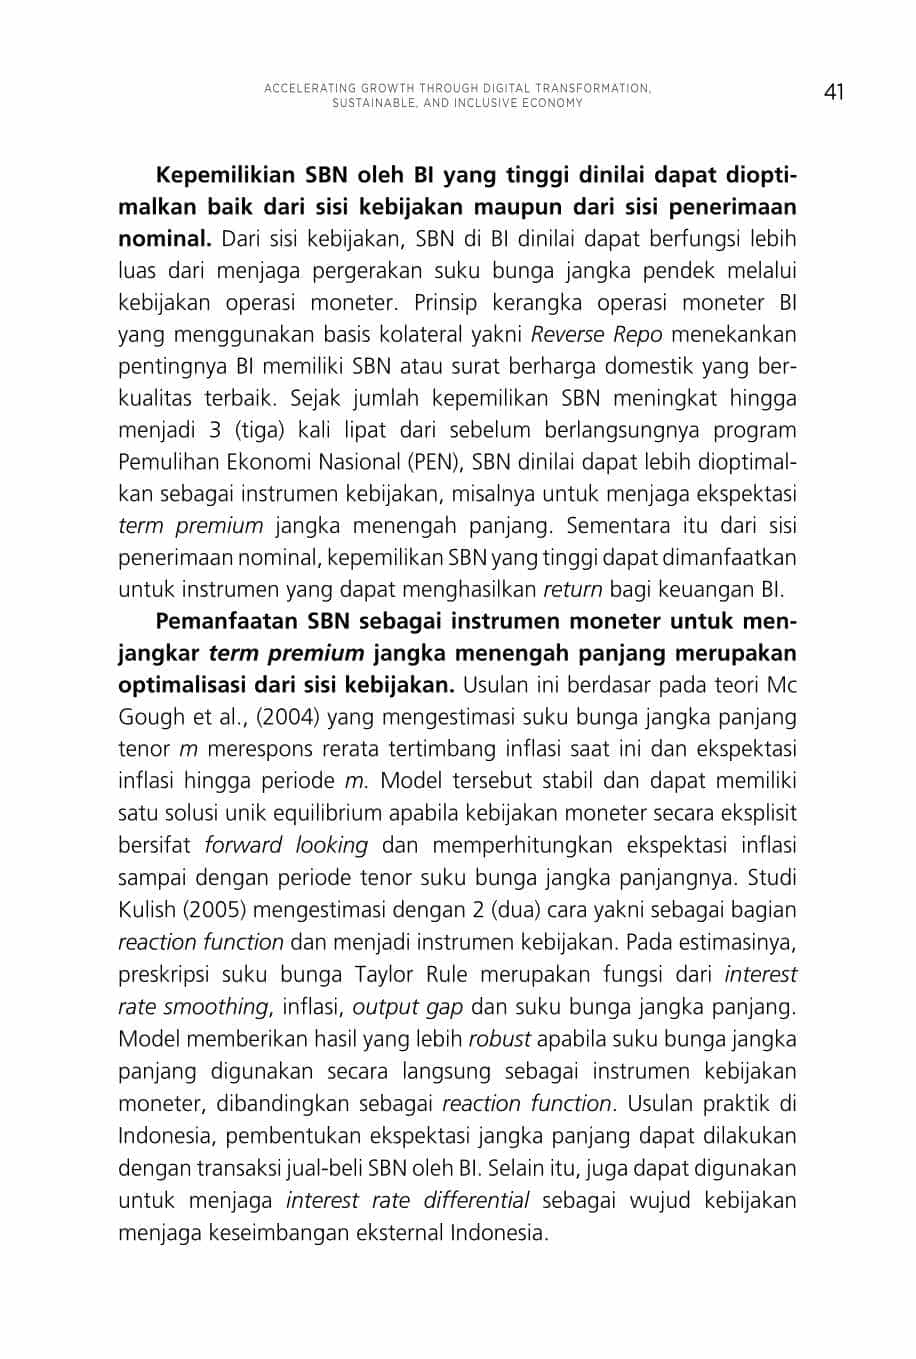 ACCELERATING GROWTH THROUGH DIGITAL TRANSFORMATION,
SUSTAINABLE, AND INCLUSIVE ECONOMY
41
Kepemilikian SBN oleh BI yang tinggi dinilai dapat diopti-
malkan baik dari sisi kebijakan maupun dari sisi penerimaan
nominal. Dari sisi kebijakan, SBN di BI dinilai dapat berfungsi lebih
luas dari menjaga pergerakan suku bunga jangka pendek melalui
kebijakan operasi moneter. Prinsip kerangka operasi moneter BI
yang menggunakan basis kolateral yakni Reverse Repo menekankan
pentingnya BI memiliki SBN atau surat berharga domestik yang ber-
kualitas terbaik. Sejak jumlah kepemilikan SBN meningkat hingga
menjadi 3 (tiga) kali lipat dari sebelum berlangsungnya program
Pemulihan Ekonomi Nasional (PEN), SBN dinilai dapat lebih dioptimal-
kan sebagai instrumen kebijakan, misalnya untuk menjaga ekspektasi
term premium jangka menengah panjang. Sementara itu dari sisi
penerimaan nominal, kepemilikan SBN yang tinggi dapat dimanfaatkan
untuk instrumen yang dapat menghasilkan return bagi keuangan BI.
Pemanfaatan SBN sebagai instrumen moneter untuk men-
jangkar term premium jangka menengah panjang merupakan
optimalisasi dari sisi kebijakan. Usulan ini berdasar pada teori Mc
Gough et al., (2004) yang mengestimasi suku bunga jangka panjang
tenor m merespons rerata tertimbang inflasi saat ini dan ekspektasi
inflasi hingga periode m. Model tersebut stabil dan dapat memiliki
satu solusi unik equilibrium apabila kebijakan moneter secara eksplisit
bersifat forward looking dan memperhitungkan ekspektasi inflasi
sampai dengan periode tenor suku bunga jangka panjangnya. Studi
Kulish (2005) mengestimasi dengan 2 (dua) cara yakni sebagai bagian
reaction function dan menjadi instrumen kebijakan. Pada estimasinya,
preskripsi suku bunga Taylor Rule merupakan fungsi dari interest
rate smoothing, inflasi, output gap dan suku bunga jangka panjang.
Model memberikan hasil yang lebih robust apabila suku bunga jangka
panjang digunakan secara langsung sebagai instrumen kebijakan
moneter, dibandingkan sebagai reaction function. Usulan praktik di
Indonesia, pembentukan ekspektasi jangka panjang dapat dilakukan
dengan transaksi jual-beli SBN oleh BI. Selain itu, juga dapat digunakan
untuk menjaga interest rate differential sebagai wujud kebijakan
menjaga keseimbangan eksternal Indonesia.